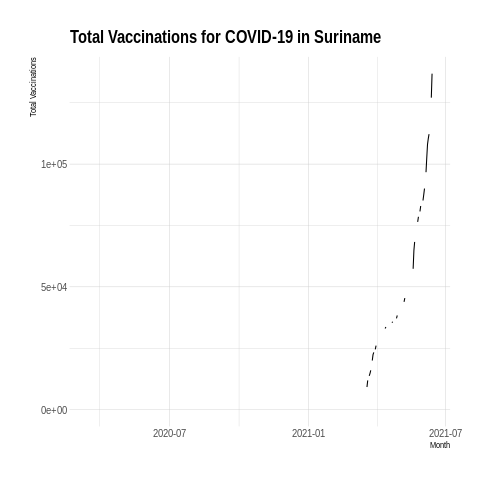 Total Vaccinations for COVID-19 in Suriname
Total Vaccinations
1e+05
5e+04
0e+00
2020-07
2021-01
2021-07
Month